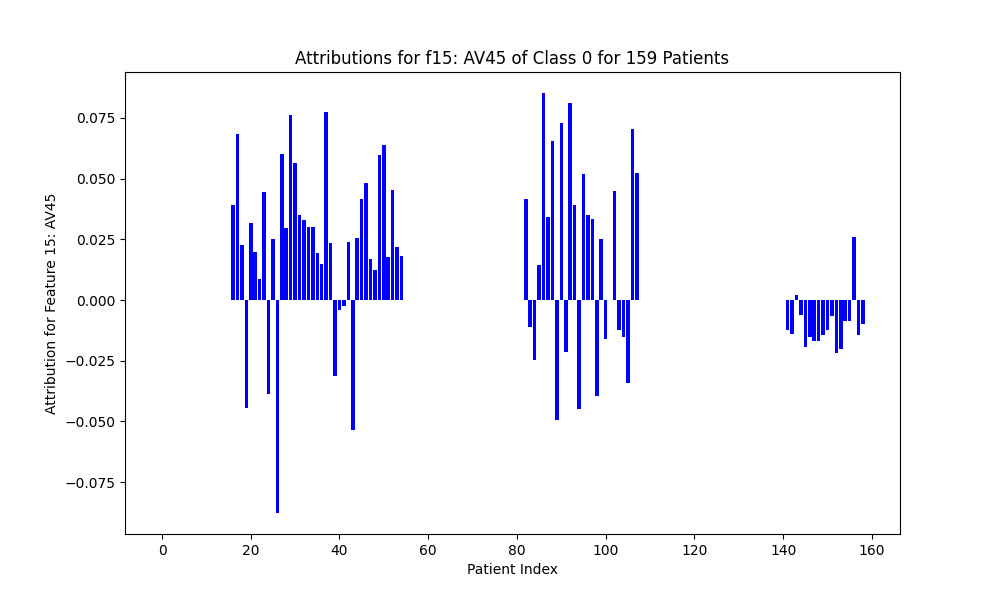 Attributions for f15: AV45 of Class 0 for 159 Patients
0.075
0.050
0.025
0.000
−0.025
−0.050
−0.075
Attribution for Feature 15: AV45
0 20 40 60 80 100 120 140 160
Patient Index